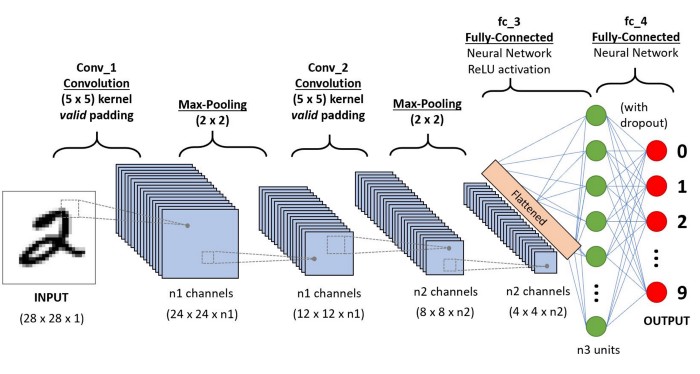 Conv_1
Convolution
(5 x 5) kernel
valid padding
Max-Pooling
(2 x 2)
Conv_2
Convolution
(5 x 5) kernel
valid padding
Max-Pooling
(2 x 2)
fc_3
Fully-Connected
Neural Network
ReLU activation
fc_4
Fully-Connected
Neural Network
(with
dropout)
2
INPUT
(28 x 28 x 1)
n1 channels
(24 x 24 x n1)
n1 channels
(12 x 12 x n1)
n2 channels
(8 x 8 x n2)
n2 channels
(4 x 4 x n2)
Flattened
n3 units
0
1
2
9
OUTPUT